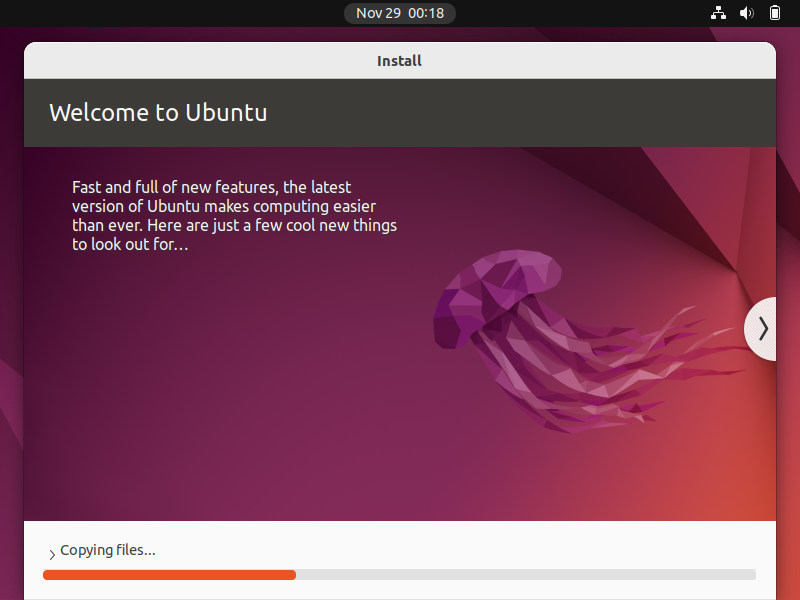 Nov 29 00:18
Install
Welcome to Ubuntu
Fast and full of new features, the latest
version of Ubuntu makes computing easier
than ever. Here are just a few cool new things
to look out for…
Copying files…